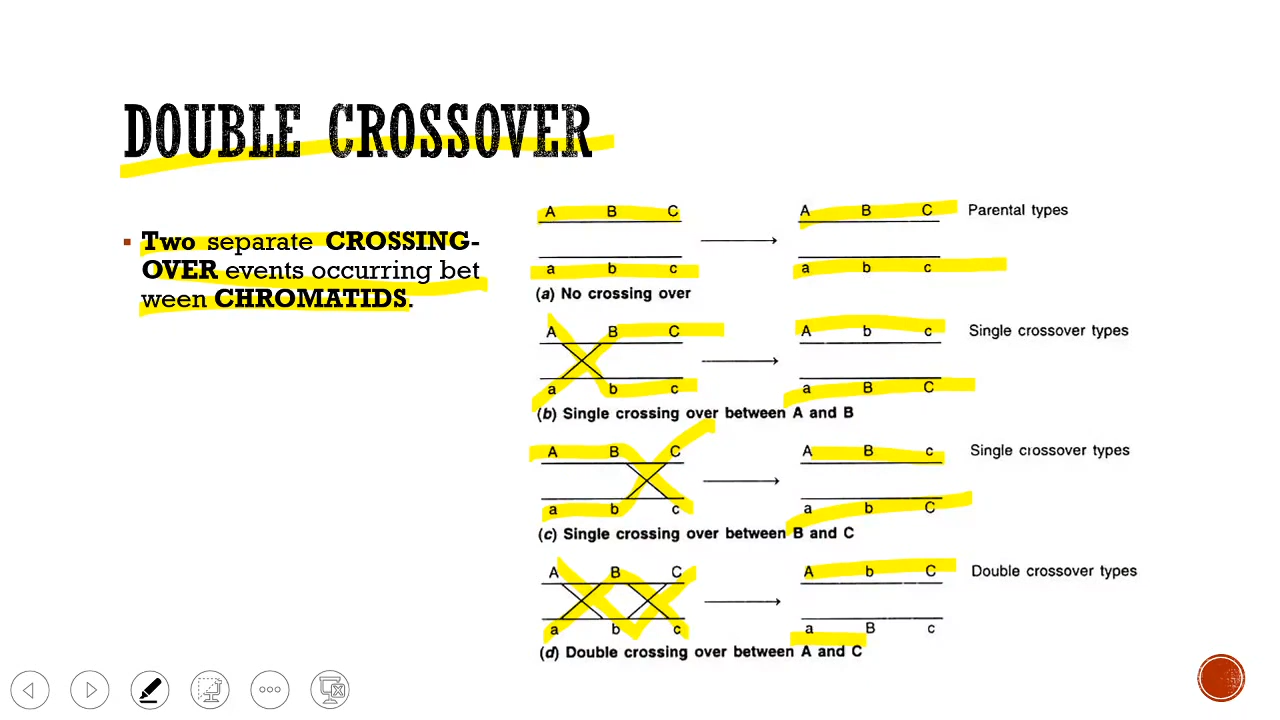 DOUBLE CROSSOVER
Two separate CROSSING-
OVER events occurring bet
ween CHROMATIDS.
A B C A B C Parental types
a b c a b c
(a) No crossing over
A B C A b c Single crossover types
a b c a B C
(b) Single crossing over between A and B
A B C A B c Single crossover types
a b c a b C
(c) Single crossing over between B and C
A B C A b C Double crossover types
a b c a B c
(d) Double crossing over between A and C